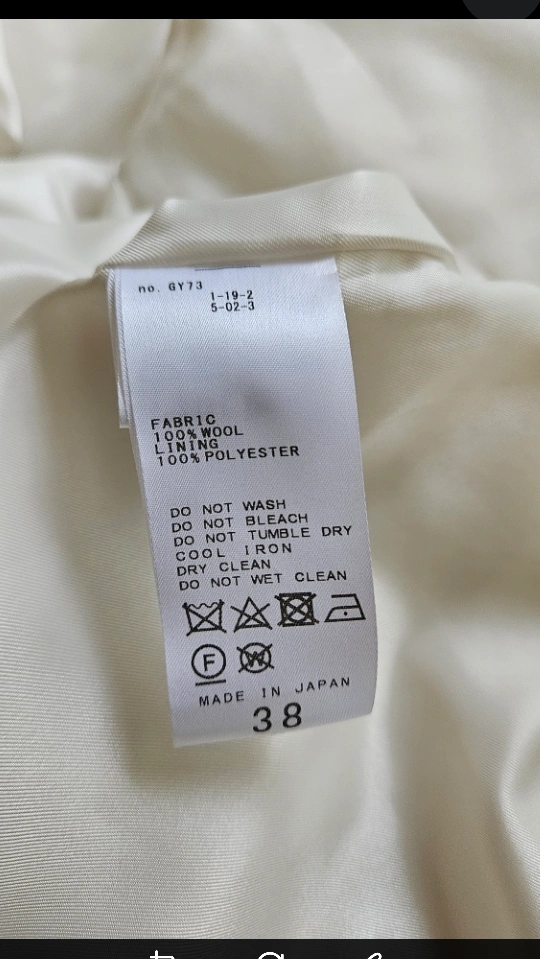 no. GY73
1-19-2
5-02-3
FABRIC
100%WOOL
LINING
100%POLYESTER
DO NOT WASH
DO NOT BLEACH
DO NOT TUMBLE DRY
COOL IRON
DRY CLEAN
DO NOT WET CLEAN
F W
MADE IN JAPAN
38